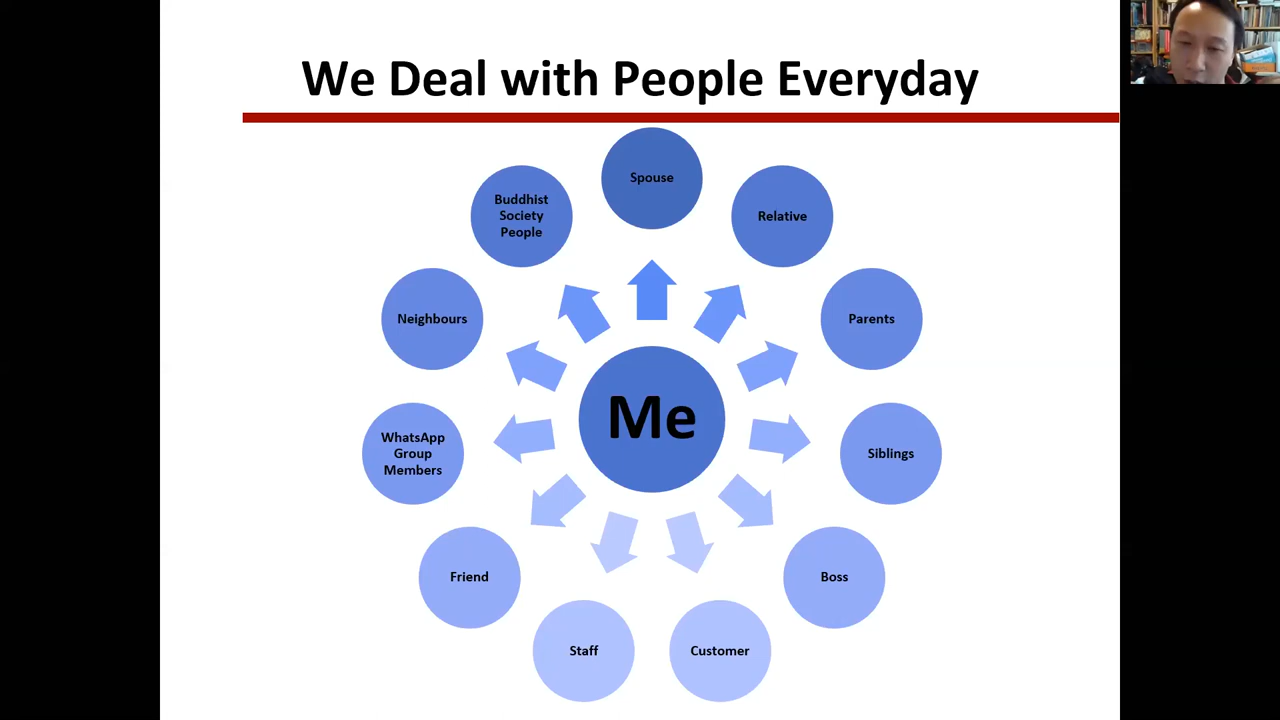 We Deal with People Everyday
Spouse
Relative
Parents
Siblings
Boss
Customer
Staff
Friend
WhatsApp
Group
Members
Neighbours
Buddhist
Society
People
Me